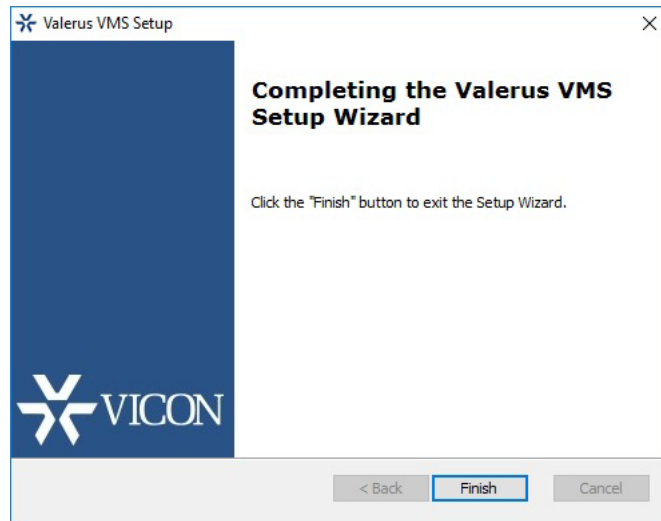 Valerus VMS Setup
Completing the Valerus VMS
Setup Wizard
Click the "Finish" button to exit the Setup Wizard.
VICON
< Back Finish Cancel